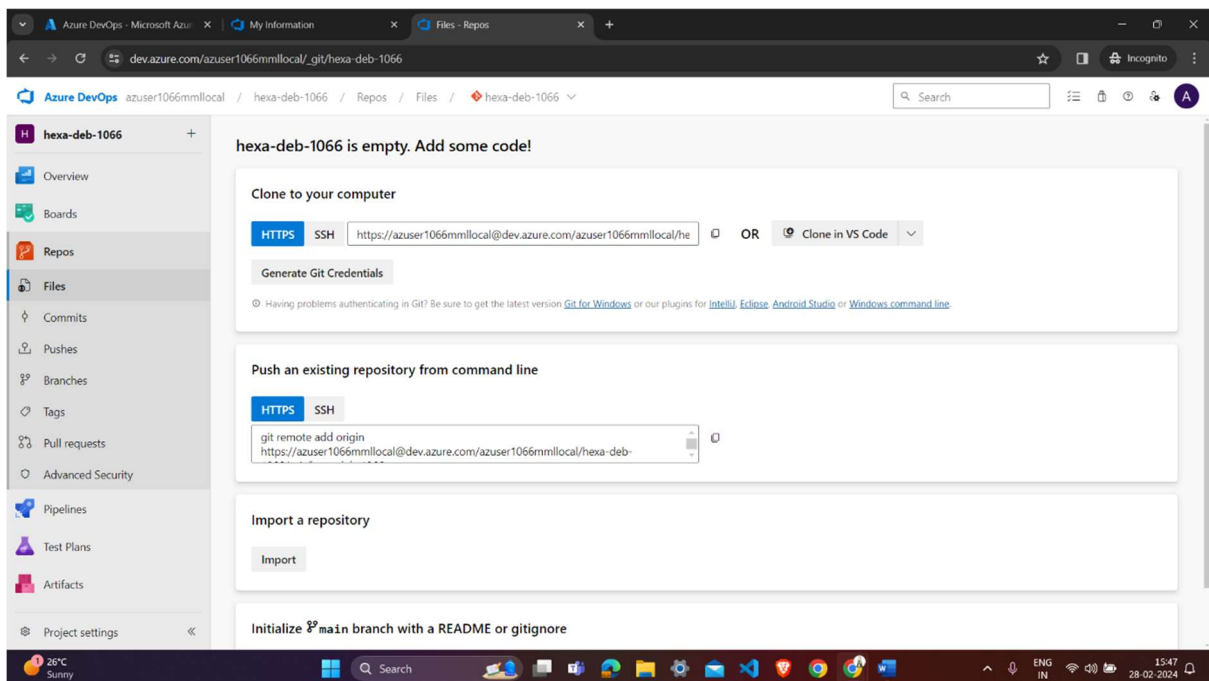 Azure DevOps - Microsoft Azur
My Information
Files - Repos
dev.azure.com/azuser1066mmllocal/_git/hexa-deb-1066
Incognito
Azure DevOps azuser1066mmllocal / hexa-deb-1066 / Repos / Files / hexa-deb-1066
Search
A
H hexa-deb-1066
Overview
Boards
Repos
Files
Commits
Pushes
Branches
Tags
Pull requests
Advanced Security
Pipelines
Test Plans
Artifacts
Project settings
hexa-deb-1066 is empty. Add some code!
Clone to your computer
HTTPS SSH https://azuser1066mmllocal@dev.azure.com/azuser1066mmllocal/he OR Clone in VS Code
Generate Git Credentials
Having problems authenticating in Git? Be sure to get the latest version Git for Windows or our plugins for IntelliJ, Eclipse, Android Studio or Windows command line.
Push an existing repository from command line
HTTPS SSH
git remote add origin
https://azuser1066mmllocal@dev.azure.com/azuser1066mmllocal/hexa-deb-
Import a repository
Import
Initialize main branch with a README or gitignore
1
26°C
Sunny
Search
ENG
IN
15:47
28-02-2024